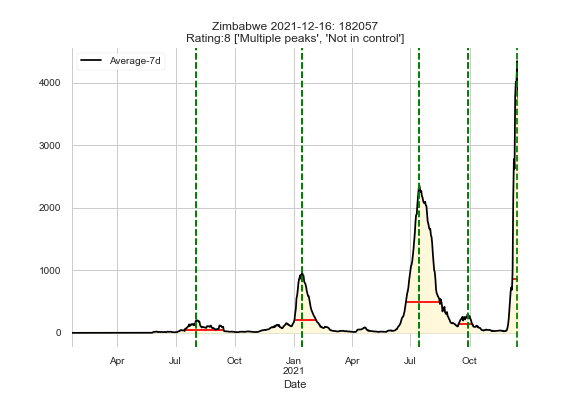 Zimbabwe 2021-12-16: 182057
Rating:8 ['Multiple peaks', 'Not in control']
Average-7d
4000
3000
2000
1000
0
Apr
Jul
Oct
Jan
2021
Apr
Jul
Oct
Date